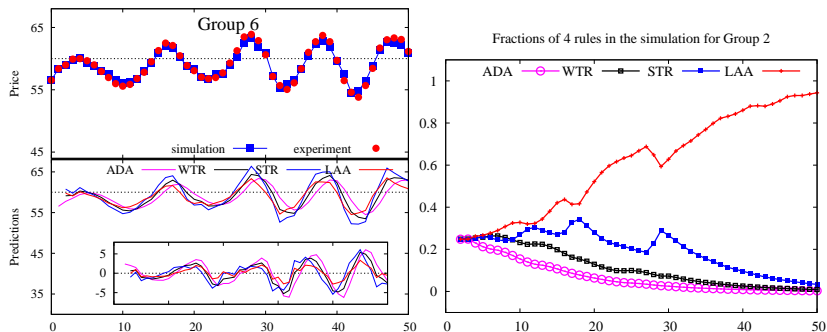 Group 6
65
55
45
Price
simulation experiment
ADA WTR STR LAA
65
55
45
35
Predictions
5
0
-5
0 10 20 30 40 50
Fractions of 4 rules in the simulation for Group 2
ADA WTR STR LAA
1
0.8
0.6
0.4
0.2
0
0 10 20 30 40 50